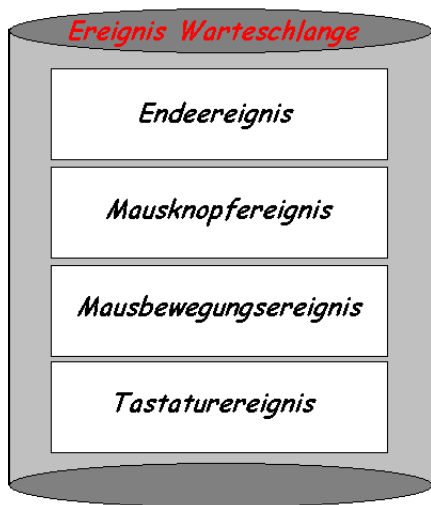 Ereignis Warteschlange
Endeereignis
Mausknopfereignis
Mausbewegungsereignis
Tastaturereignis